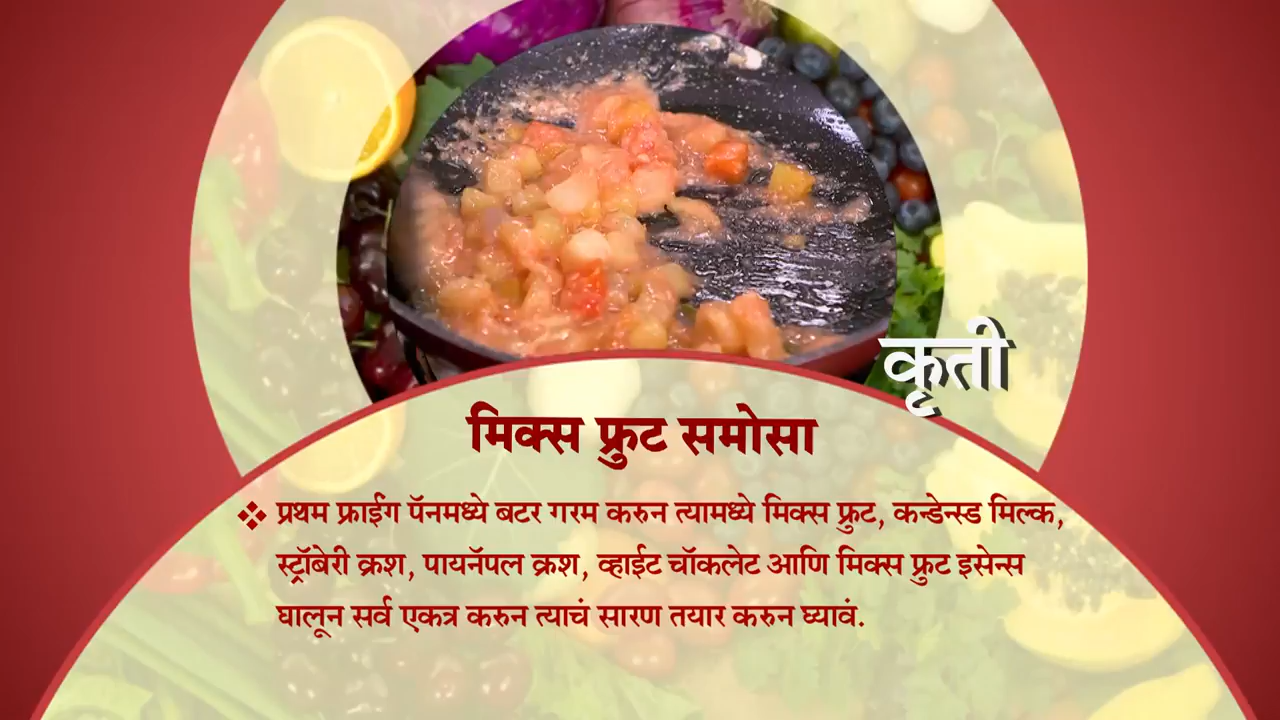 कृती
मिक्स फ्रुट समोसा
❖ प्रथम फ्राईंग पॅनमध्ये बटर गरम करुन त्यामध्ये मिक्स फ्रुट, कन्डेन्स्ड मिल्क,
स्ट्रॉबेरी क्रश, पायनॅपल क्रश, व्हाईट चॉकलेट आणि मिक्स फ्रुट इसेन्स
घालून सर्व एकत्र करुन त्याचं सारण तयार करुन घ्यावं.